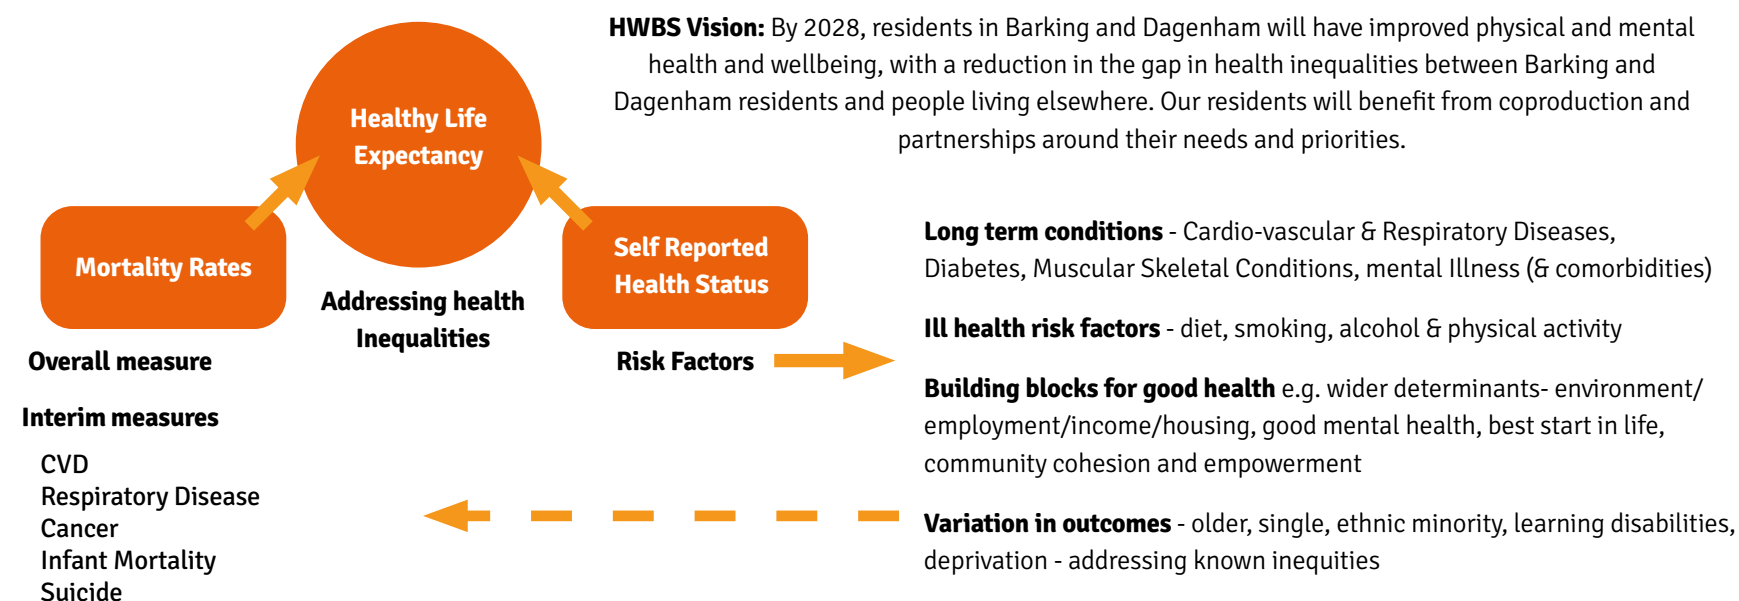 HWBS Vision: By 2028, residents in Barking and Dagenham will have improved physical and mental
health and wellbeing, with a reduction in the gap in health inequalities between Barking and
Dagenham residents and people living elsewhere. Our residents will benefit from coproduction and
partnerships around their needs and priorities.
Healthy Life
Expectancy
Mortality Rates
Self Reported
Health Status
Addressing health
Inequalities
Overall measure
Risk Factors
Interim measures
CVD
Respiratory Disease
Cancer
Infant Mortality
Suicide
Long term conditions - Cardio-vascular & Respiratory Diseases,
Diabetes, Muscular Skeletal Conditions, mental Illness (& comorbidities)
Ill health risk factors - diet, smoking, alcohol & physical activity
Building blocks for good health e.g. wider determinants- environment/
employment/income/housing, good mental health, best start in life,
community cohesion and empowerment
Variation in outcomes - older, single, ethnic minority, learning disabilities,
deprivation - addressing known inequities